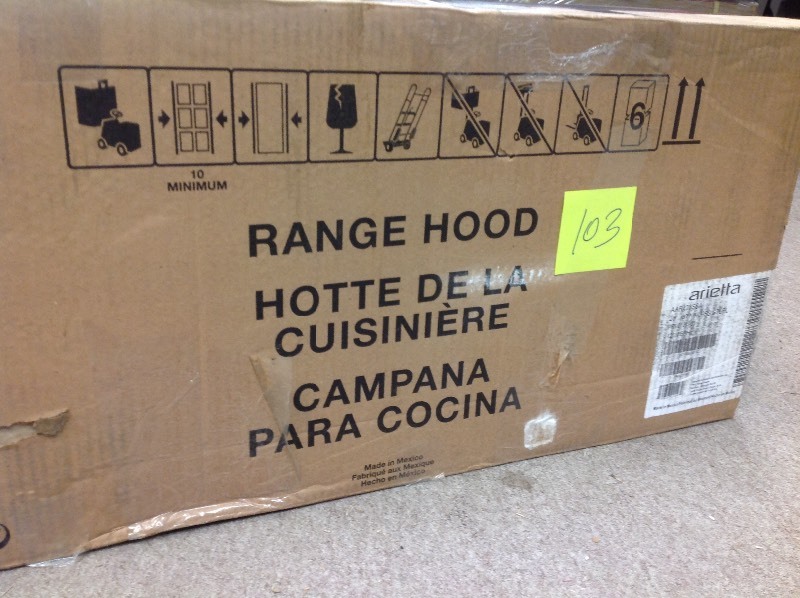 6
10
MINIMUM
RANGE HOOD
103
HOTTE DE LA
CUISINIÈRE
CAMPANA
PARA COCINA
Made in Mexico
Fabriqué aux Mexique
Hecho en México
arietta